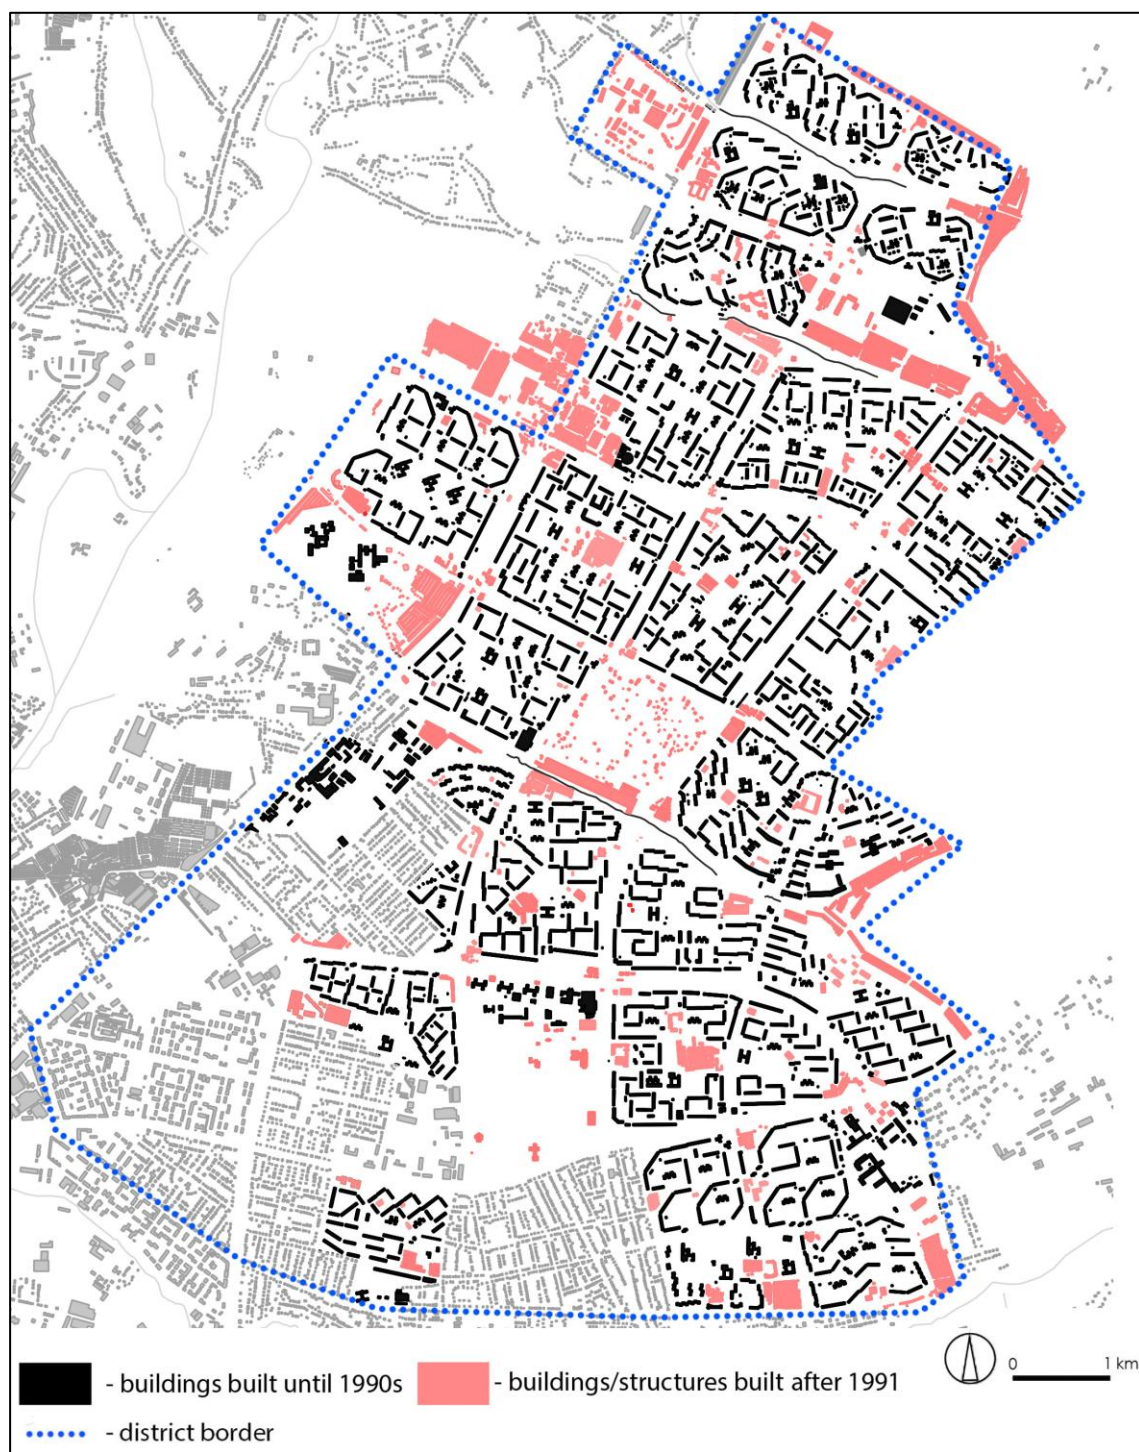 0 1 km
- buildings built until 1990s - buildings/structures built after 1991
- district border